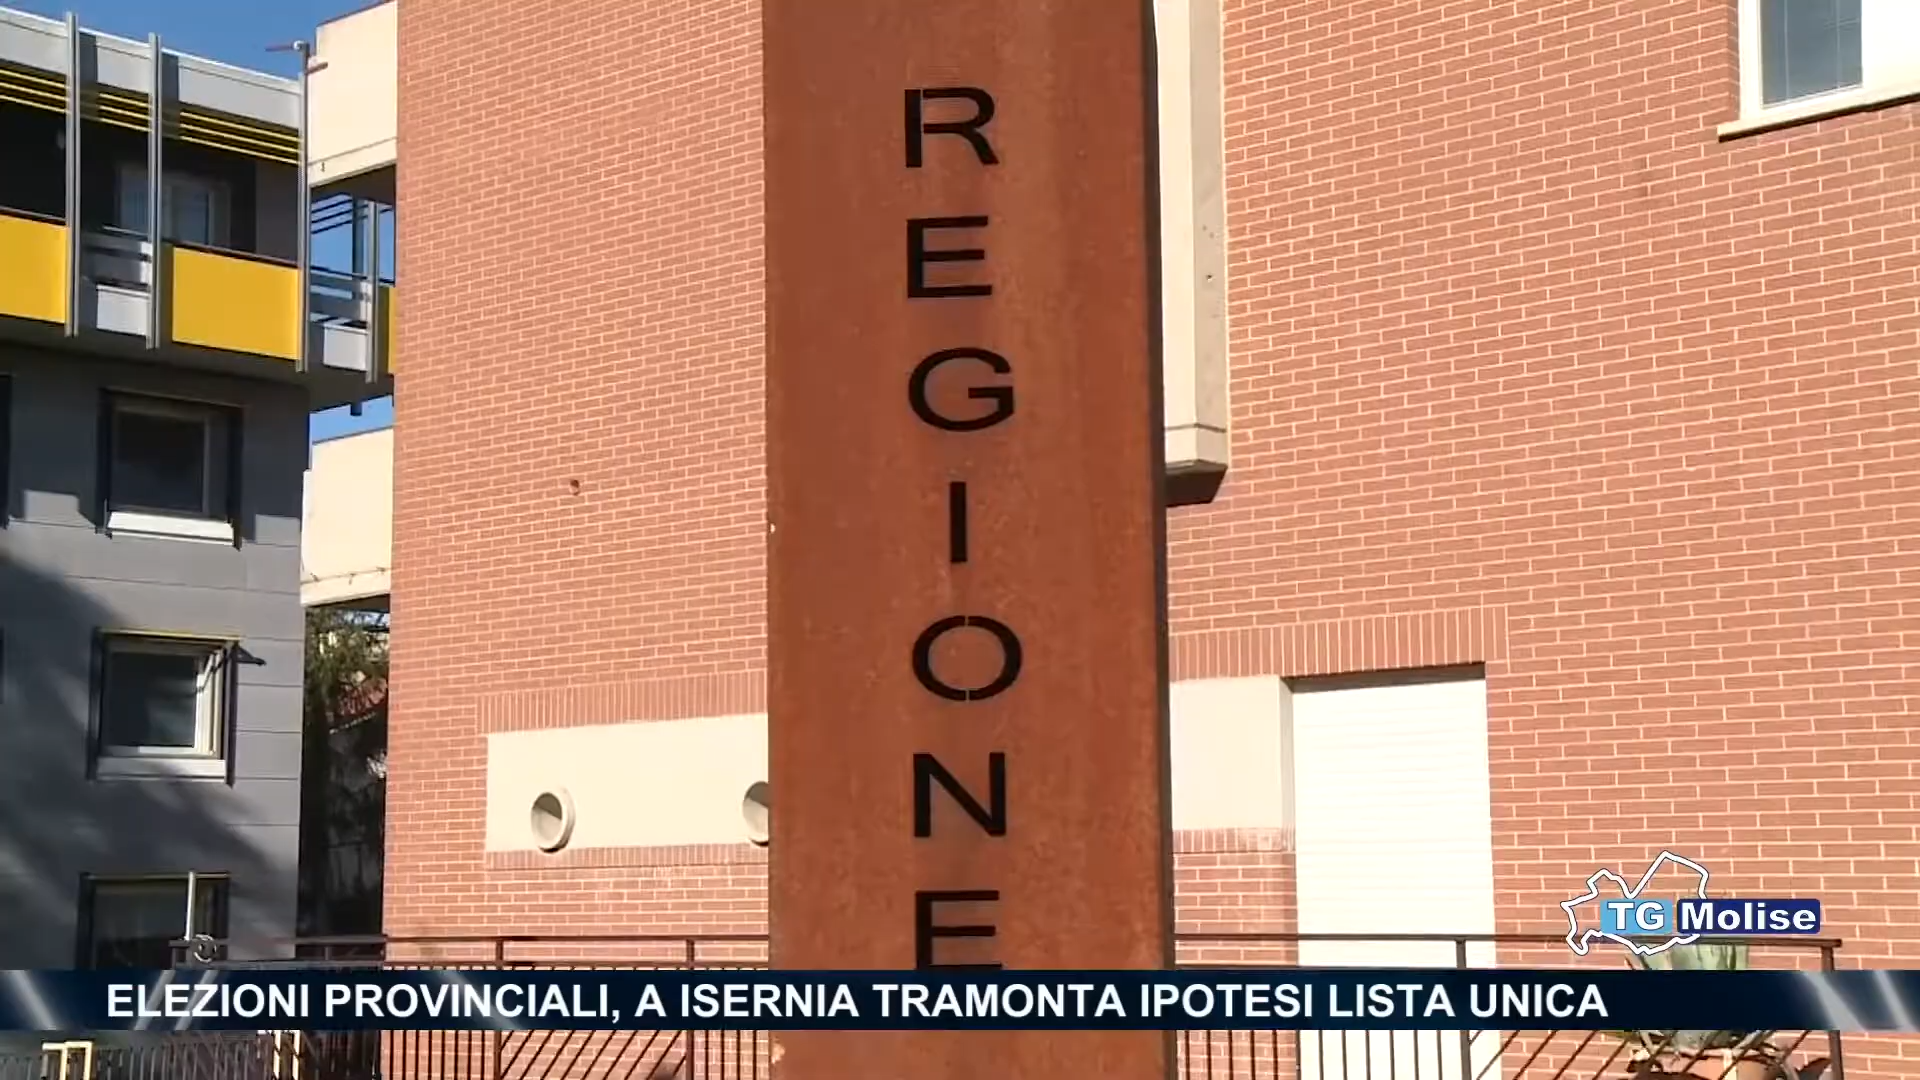 REGIONE
TG Molise
ELEZIONI PROVINCIALI, A ISERNIA TRAMONTA IPOTESI LISTA UNICA